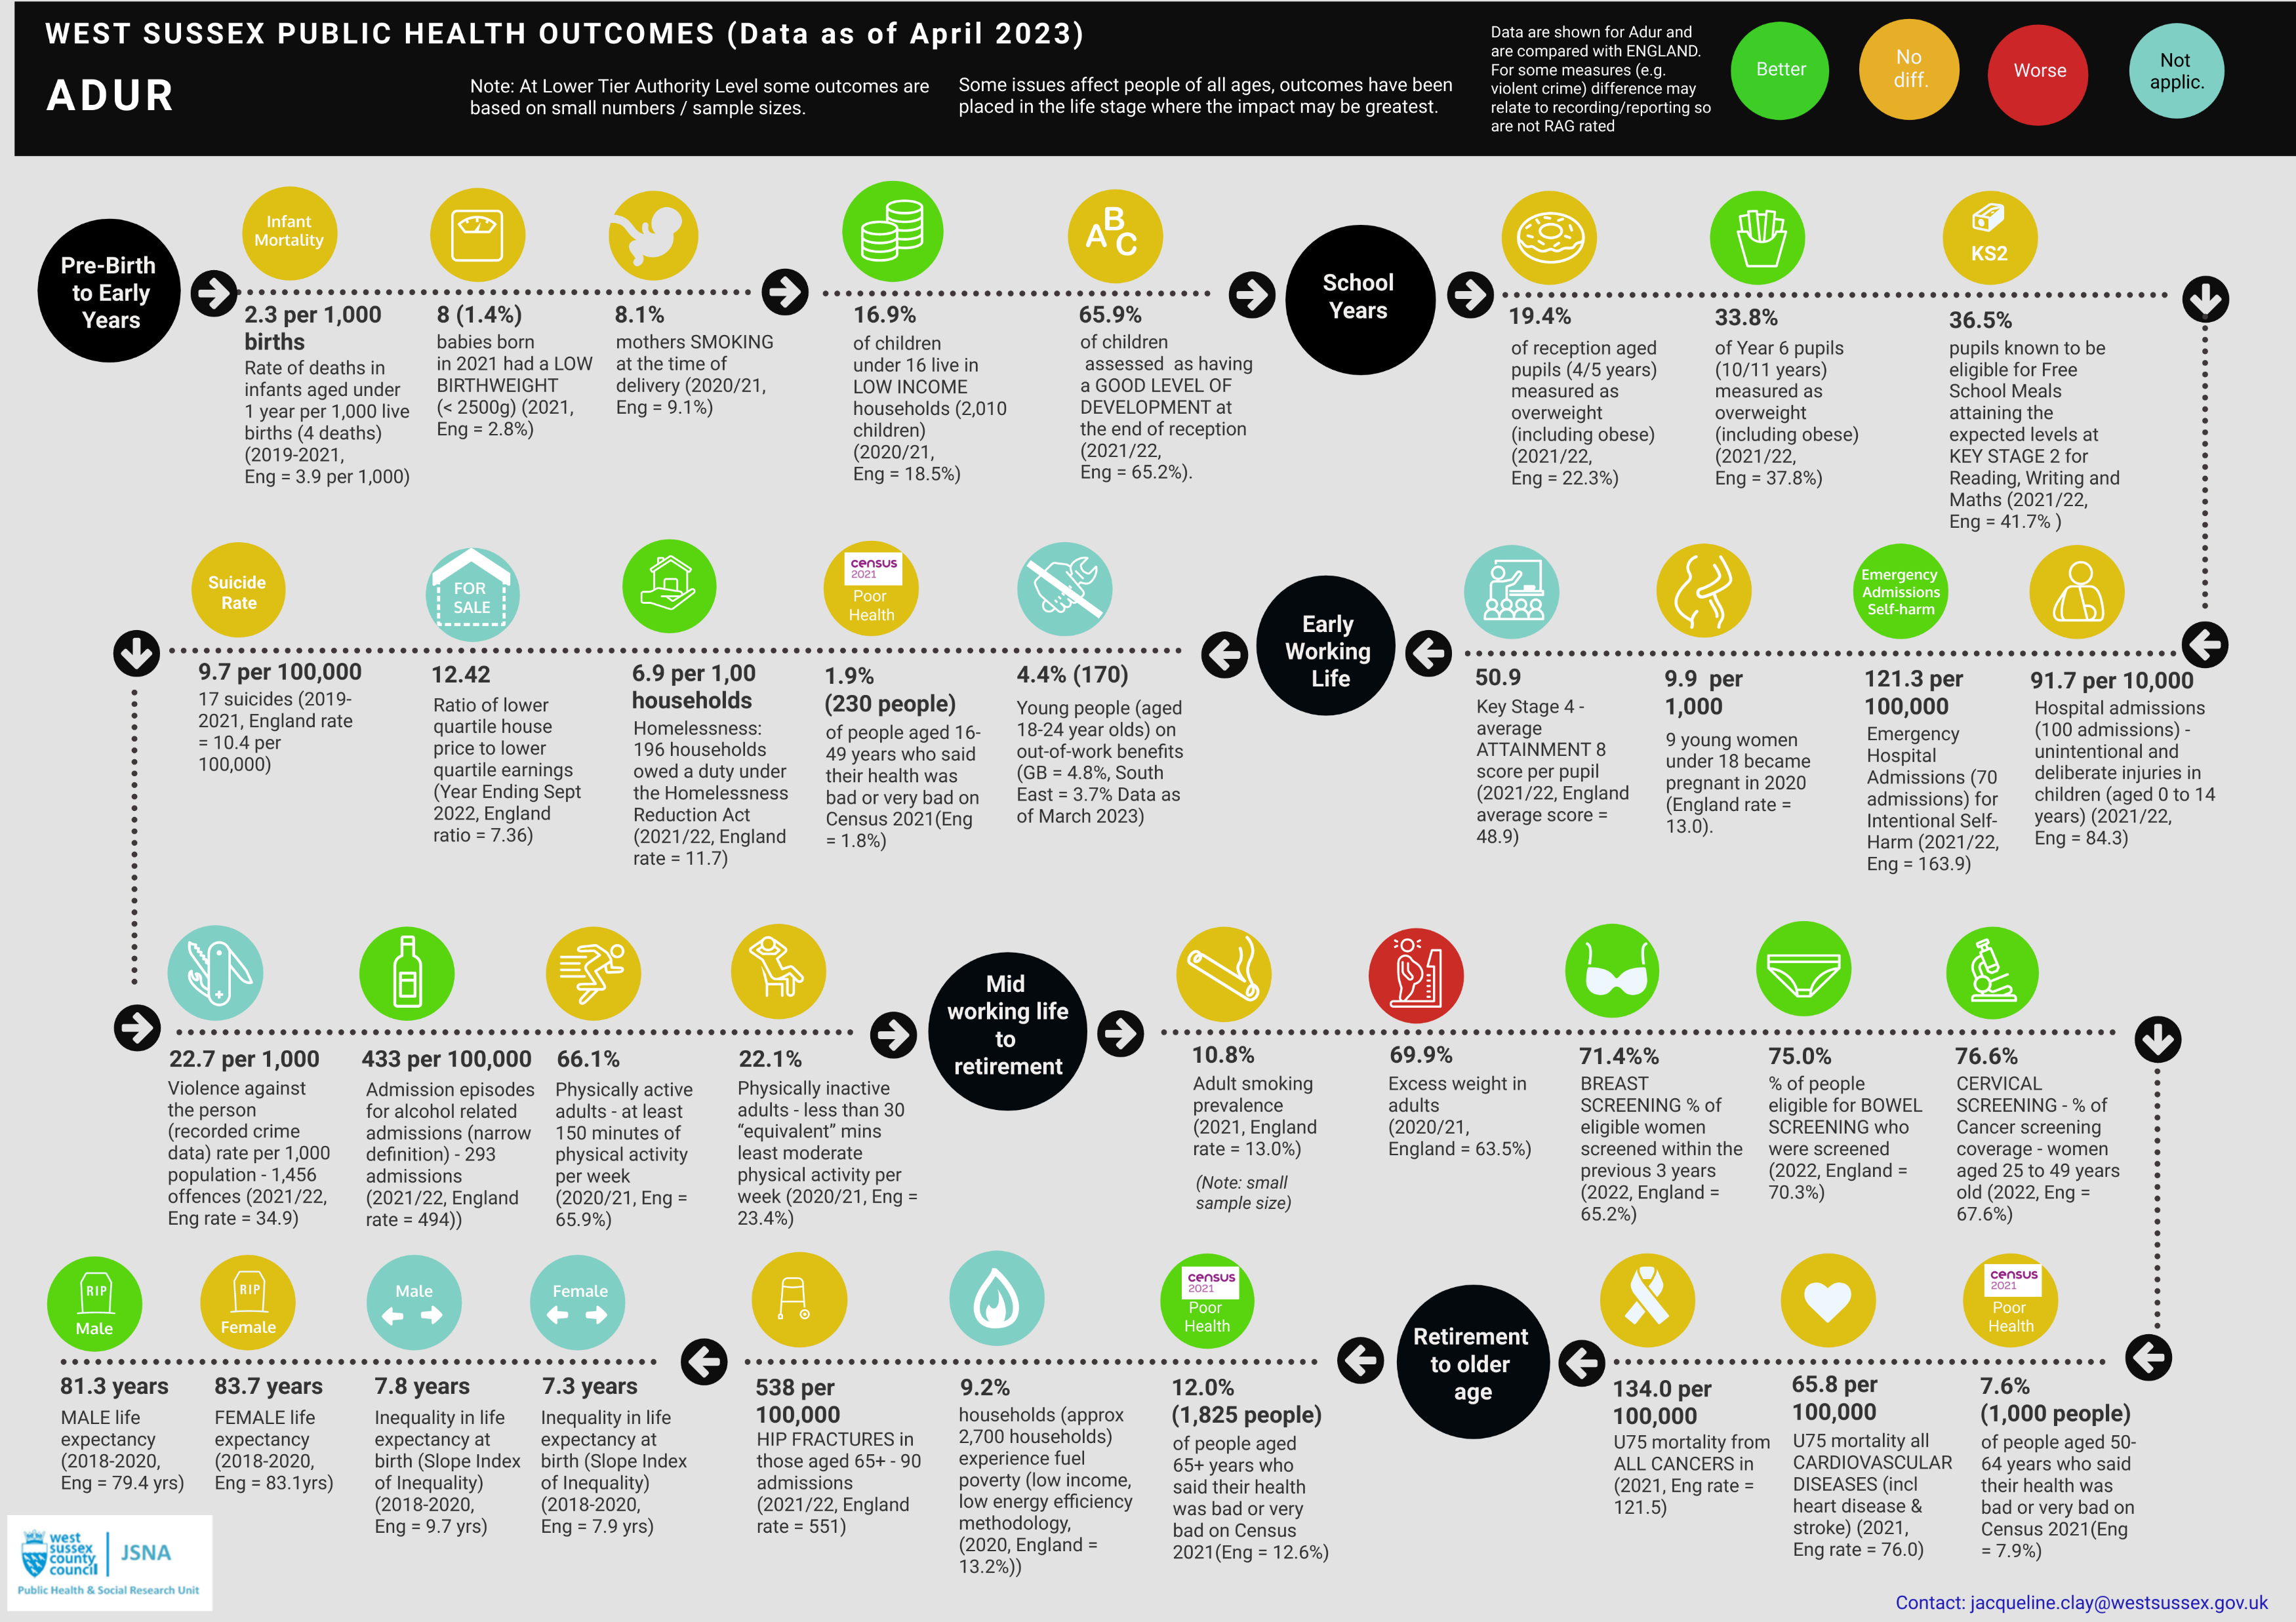 WEST SUSSEX PUBLIC HEALTH OUTCOMES (Data as of April 2023)
ADUR
Note: At Lower Tier Authority Level some outcomes are
based on small numbers / sample sizes.
Some issues affect people of all ages, outcomes have been
placed in the life stage where the impact may be greatest.
Data are shown for Adur and
are compared with ENGLAND.
For some measures (e.g.
violent crime) difference may
relate to recording/reporting so
are not RAG rated
Better
No
diff.
Worse
Not
applic.
Pre-Birth
to Early
Years
Infant
Mortality
2.3 per 1,000
births
Rate of deaths in
infants aged under
1 year per 1,000 live
births (4 deaths)
(2019-2021,
Eng = 3.9 per 1,000)
8 (1.4%)
babies born
in 2021 had a LOW
BIRTHWEIGHT
(< 2500g) (2021,
Eng = 2.8%)
8.1%
mothers SMOKING
at the time of
delivery (2020/21,
Eng = 9.1%)
16.9%
of children
under 16 live in
LOW INCOME
households (2,010
children)
(2020/21,
Eng = 18.5%)
A B C
65.9%
of children
assessed as having
a GOOD LEVEL OF
DEVELOPMENT at
the end of reception
(2021/22,
Eng = 65.2%).
School
Years
19.4%
of reception aged
pupils (4/5 years)
measured as
overweight
(including obese)
(2021/22,
Eng = 22.3%)
33.8%
of Year 6 pupils
(10/11 years)
measured as
overweight
(including obese)
(2021/22,
Eng = 37.8%)
KS2
36.5%
pupils known to be
eligible for Free
School Meals
attaining the
expected levels at
KEY STAGE 2 for
Reading, Writing and
Maths (2021/22,
Eng = 41.7% )
Suicide
Rate
9.7 per 100,000
17 suicides (2019-
2021, England rate
= 10.4 per
100,000)
FOR
SALE
12.42
Ratio of lower
quartile house
price to lower
quartile earnings
(Year Ending Sept
2022, England
ratio = 7.36)
6.9 per 1,00
households
Homelessness:
196 households
owed a duty under
the Homelessness
Reduction Act
(2021/22, England
rate = 11.7)
census
2021
Poor
Health
1.9%
(230 people)
of people aged 16-
49 years who said
their health was
bad or very bad on
Census 2021(Eng
= 1.8%)
4.4% (170)
Young people (aged
18-24 year olds) on
out-of-work benefits
(GB = 4.8%, South
East = 3.7% Data as
of March 2023)
Early
Working
Life
50.9
Key Stage 4 -
average
ATTAINMENT 8
score per pupil
(2021/22, England
average score =
48.9)
9.9 per
1,000
9 young women
under 18 became
pregnant in 2020
(England rate =
13.0).
Emergency
Admissions
Self-harm
121.3 per
100,000
Emergency
Hospital
Admissions (70
admissions) for
Intentional Self-
Harm (2021/22,
Eng = 163.9)
91.7 per 10,000
Hospital admissions
(100 admissions) -
unintentional and
deliberate injuries in
children (aged 0 to 14
years) (2021/22,
Eng = 84.3)
22.7 per 1,000
Violence against
the person
(recorded crime
data) rate per 1,000
population - 1,456
offences (2021/22,
Eng rate = 34.9)
433 per 100,000
Admission episodes
for alcohol related
admissions (narrow
definition) - 293
admissions
(2021/22, England
rate = 494))
66.1%
Physically active
adults - at least
150 minutes of
physical activity
per week
(2020/21, Eng =
65.9%)
22.1%
Physically inactive
adults - less than 30
“equivalent” mins
least moderate
physical activity per
week (2020/21, Eng =
23.4%)
Mid
working life
to
retirement
10.8%
Adult smoking
prevalence
(2021, England
rate = 13.0%)
(Note: small
sample size)
69.9%
Excess weight in
adults
(2020/21,
England = 63.5%)
71.4%%
BREAST
SCREENING % of
eligible women
screened within the
previous 3 years
(2022, England =
65.2%)
75.0%
% of people
eligible for BOWEL
SCREENING who
were screened
(2022, England =
70.3%)
76.6%
CERVICAL
SCREENING - % of
Cancer screening
coverage - women
aged 25 to 49 years
old (2022, Eng =
67.6%)
RIP
Male
81.3 years
MALE life
expectancy
(2018-2020,
Eng = 79.4 yrs)
RIP
Female
83.7 years
FEMALE life
expectancy
(2018-2020,
Eng = 83.1yrs)
Male
7.8 years
Inequality in life
expectancy at
birth (Slope Index
of Inequality)
(2018-2020,
Eng = 9.7 yrs)
Female
7.3 years
Inequality in life
expectancy at
birth (Slope Index
of Inequality)
(2018-2020,
Eng = 7.9 yrs)
538 per
100,000
HIP FRACTURES in
those aged 65+ - 90
admissions
(2021/22, England
rate = 551)
9.2%
households (approx
2,700 households)
experience fuel
poverty (low income,
low energy efficiency
methodology,
(2020, England =
13.2%))
census
2021
Poor
Health
12.0%
(1,825 people)
of people aged
65+ years who
said their health
was bad or very
bad on Census
2021(Eng = 12.6%)
Retirement
to older
age
134.0 per
100,000
U75 mortality from
ALL CANCERS in
(2021, Eng rate =
121.5)
65.8 per
100,000
U75 mortality all
CARDIOVASCULAR
DISEASES (incl
heart disease &
stroke) (2021,
Eng rate = 76.0)
census
2021
Poor
Health
7.6%
(1,000 people)
of people aged 50-
64 years who said
their health was
bad or very bad on
Census 2021(Eng
= 7.9%)
west
sussex
county
council
JSNA
Public Health & Social Research Unit
Contact: jacqueline.clay@westsussex.gov.uk